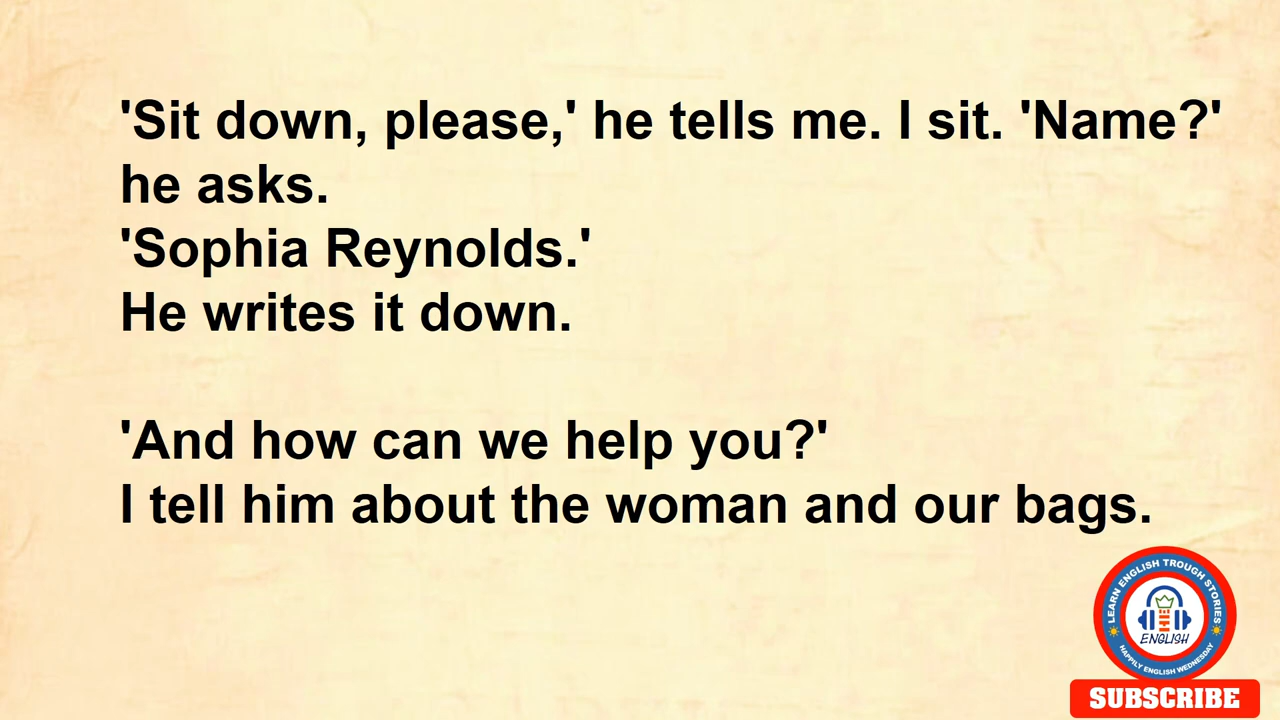 'Sit down, please,' he tells me. I sit. 'Name?'
he asks.
'Sophia Reynolds.'
He writes it down.
'And how can we help you?'
I tell him about the woman and our bags.
LEARN ENGLISH TROUGH STORIES
ENGLISH
HAPPILY ENGLISH WEDNESDAY
SUBSCRIBE